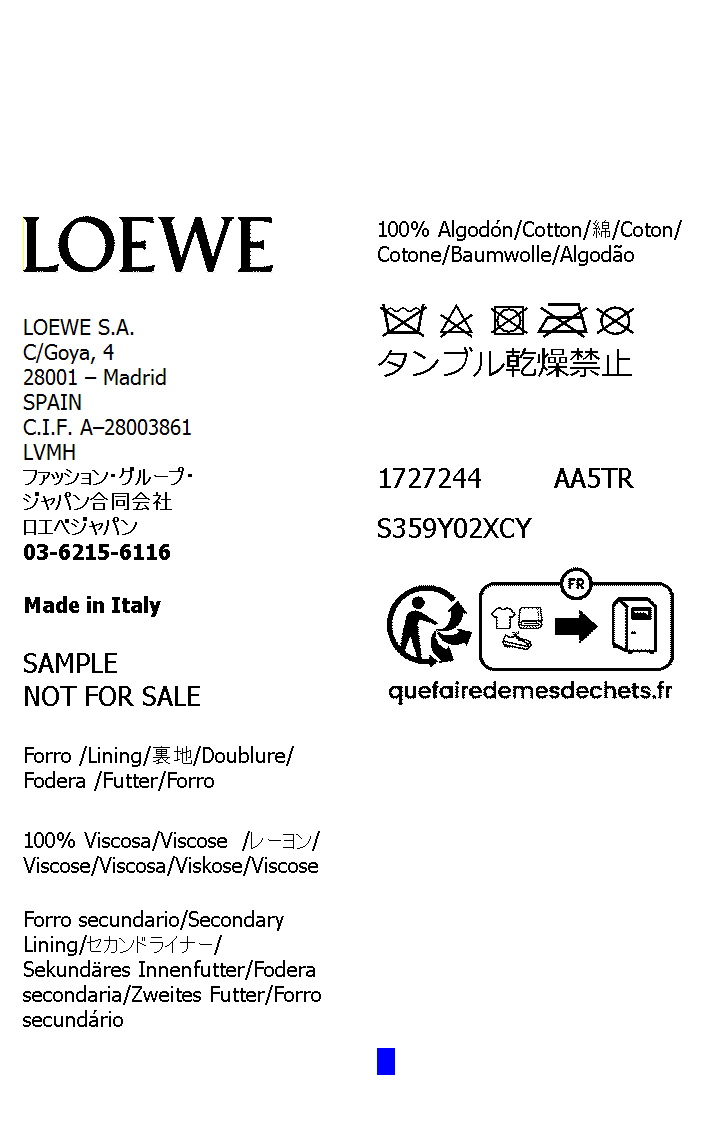 LOEWE
LOEWE S.A.
C/Goya, 4
28001 – Madrid
SPAIN
C.I.F. A–28003861
LVMH
ファッション・グループ・
ジャパン合同会社
ロエベジャパン
03-6215-6116
Made in Italy
SAMPLE
NOT FOR SALE
Forro /Lining/裏地/Doublure/
Fodera /Futter/Forro
100% Viscosa/Viscose /レーヨン/
Viscose/Viscosa/Viskose/Viscose
Forro secundario/Secondary
Lining/セカンドライナー/
Sekundäres Innenfutter/Fodera
secondaria/Zweites Futter/Forro
secundário
100% Algodón/Cotton/綿/Coton/
Cotone/Baumwolle/Algodão
タンブル乾燥禁止
1727244 AA5TR
S359Y02XCY
FR
quefairedemesdechets.fr